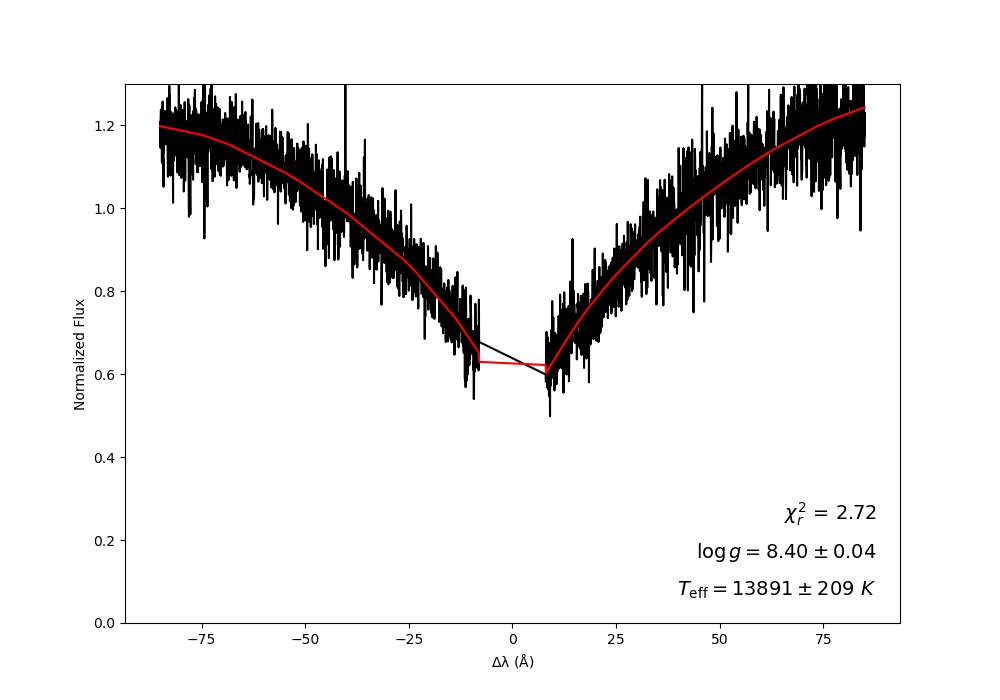 1.2
1.0
0.8
0.6
0.4
0.2
0.0
Normalized Flux
χ²ᵣ = 2.72
log g = 8.40 ± 0.04
T_eff = 13891 ± 209 K
−75 −50 −25 0 25 50 75
Δλ (Å)